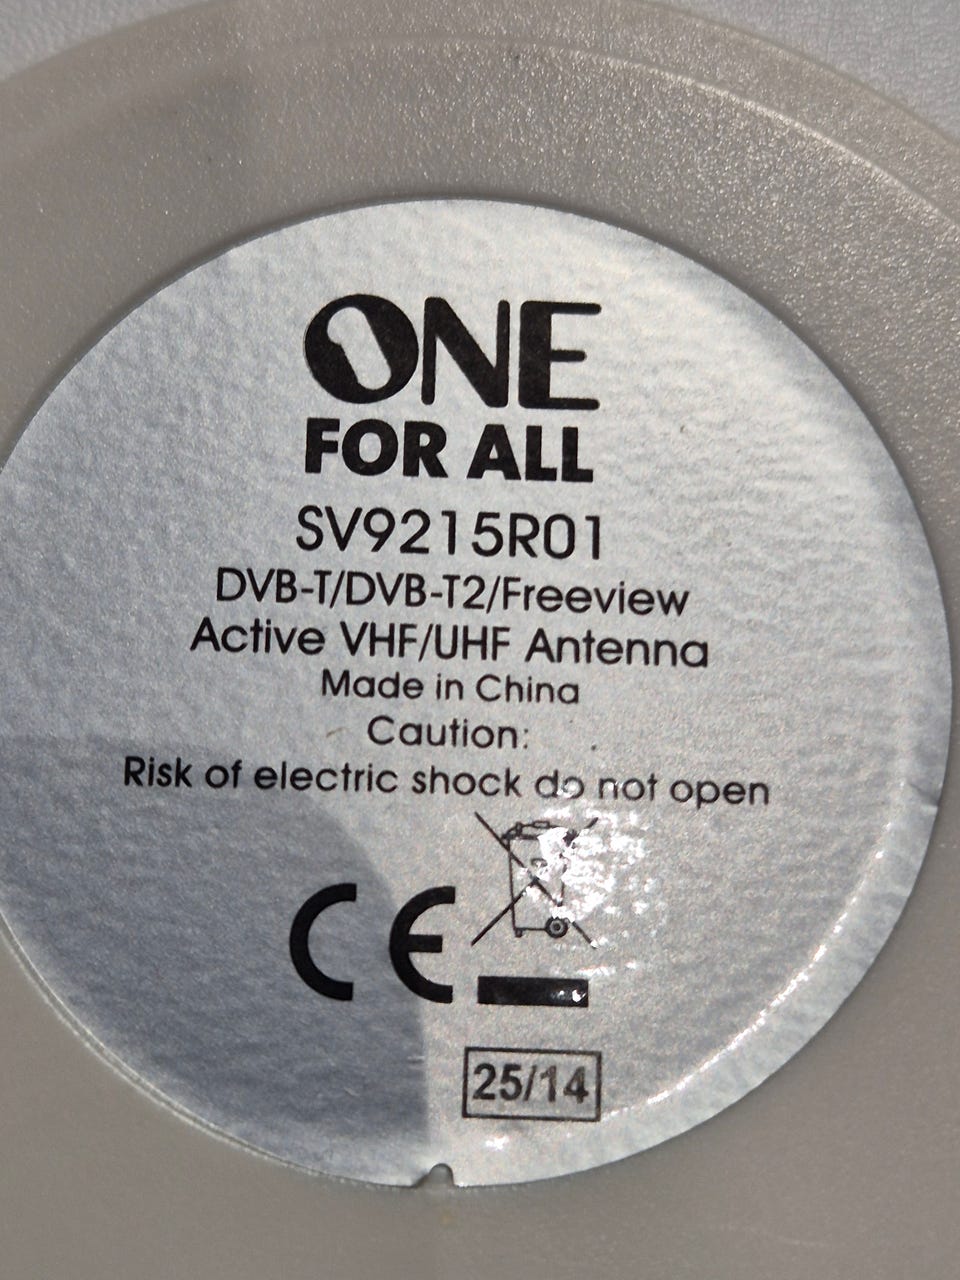 ONE
FOR ALL
SV9215R01
DVB-T/DVB-T2/Freeview
Active VHF/UHF Antenna
Made in China
Caution:
Risk of electric shock do not open
CE
25/14